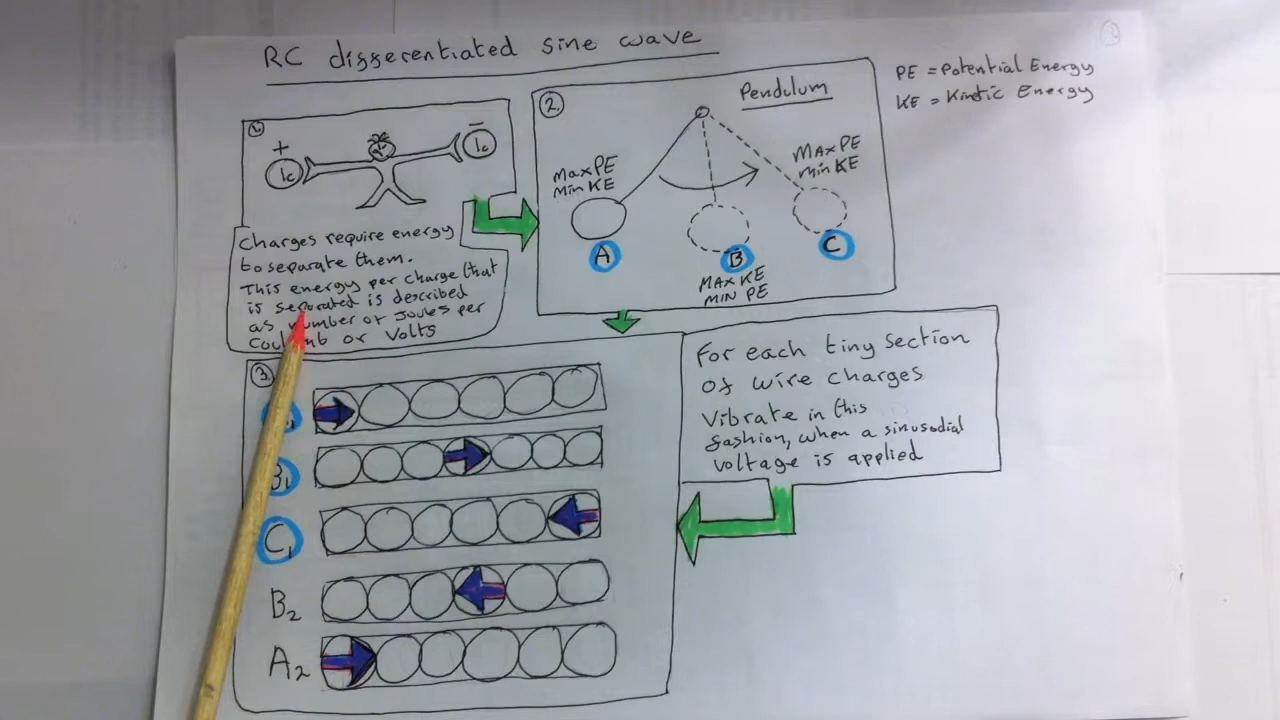 RC differentiated sine wave
PE = Potential Energy
KE = Kintic Energy
1
+
1c
-
1c
Charges require energy
to separate them.
This energy per charge (that
is separated is described
as number of Joules per
coulomb or Volts
2.
Pendulum
Max PE
Min KE
MAX PE
min KE
A
B
C
MAX KE
MIN PE
For each tiny section
of wire charges
Vibrate in this
fashion, when a sinusodial
voltage is applied
3.
B1
C1
B2
A2